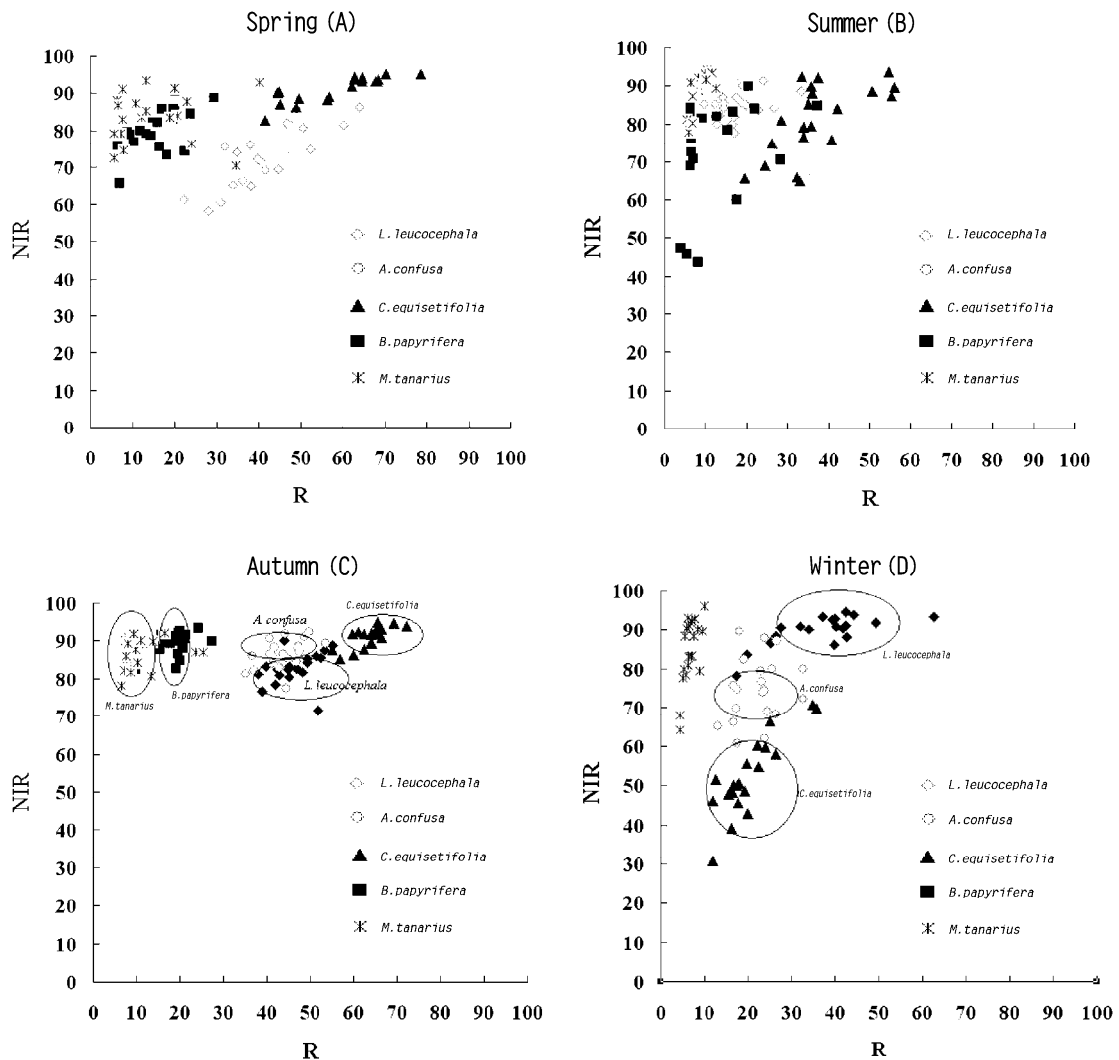 Spring (A)
NIR
100
90
80
70
60
50
40
30
20
10
0
0 10 20 30 40 50 60 70 80 90 100
R
L.leucocephala
A.confusa
C.equisetifolia
B.papyrifera
M.tanarius
Summer (B)
NIR
100
90
80
70
60
50
40
30
20
10
0
0 10 20 30 40 50 60 70 80 90 100
R
L.leucocephala
A.confusa
C.equisetifolia
B.papyrifera
M.tanarius
Autumn (C)
NIR
100
90
80
70
60
50
40
30
20
10
0
0 10 20 30 40 50 60 70 80 90 100
R
C.equisetifolia
A.confusa
L.leucocephala
B.papyrifera
M.tanarius
L.leucocephala
A.confusa
C.equisetifolia
B.papyrifera
M.tanarius
Winter (D)
NIR
100
90
80
70
60
50
40
30
20
10
0
0 10 20 30 40 50 60 70 80 90 100
R
L.leucocephala
A.confusa
C.equisetifolia
L.leucocephala
A.confusa
C.equisetifolia
B.papyrifera
M.tanarius